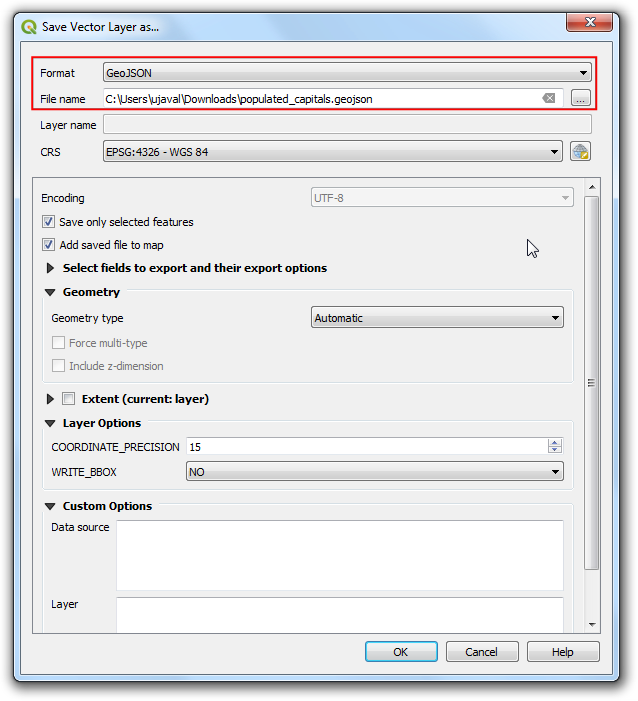 Save Vector Layer as...
Format GeoJSON
File name C:\Users\ujaval\Downloads\populated_capitals.geojson ...
Layer name
CRS EPSG:4326 - WGS 84
Encoding UTF-8
Save only selected features
Add saved file to map
Select fields to export and their export options
Geometry
Geometry type Automatic
Force multi-type
Include z-dimension
Extent (current: layer)
Layer Options
COORDINATE_PRECISION 15
WRITE_BBOX NO
Custom Options
Data source
Layer
OK Cancel Help